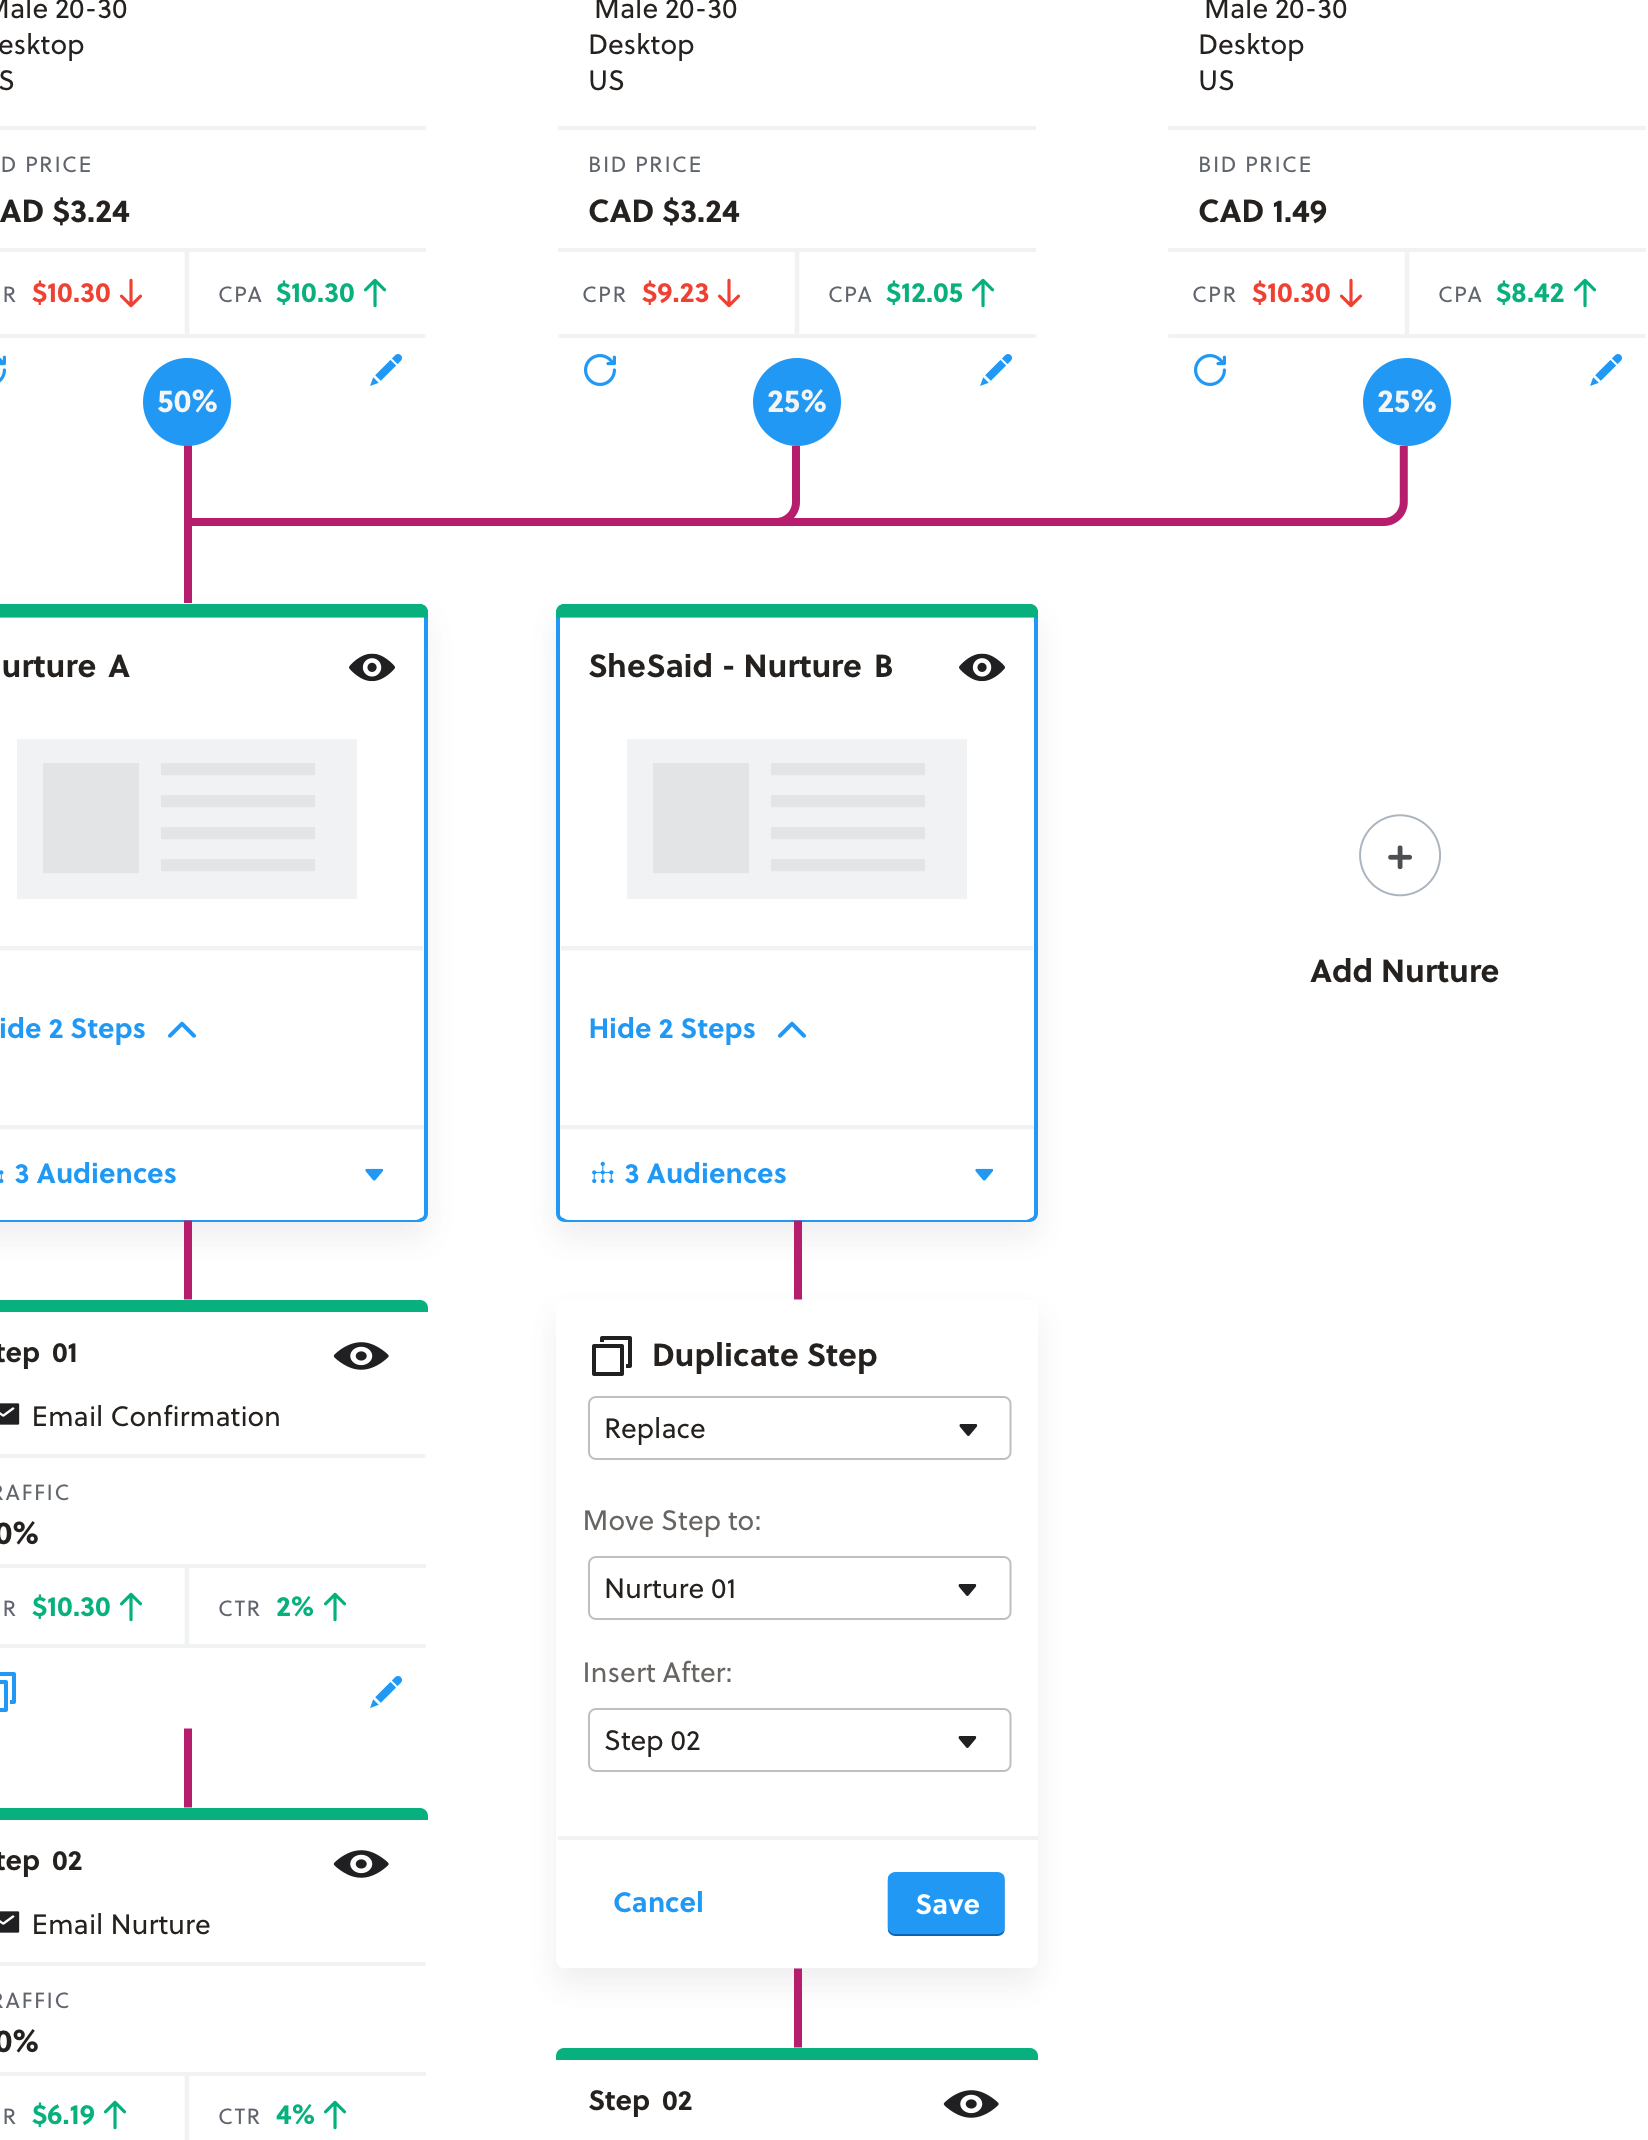 Male 20-30
esktop
S
D PRICE
AD $3.24
R $10.30 CPA $10.30
50%
Male 20-30
Desktop
US
BID PRICE
CAD $3.24
CPR $9.23 CPA $12.05
25%
Male 20-30
Desktop
US
BID PRICE
CAD 1.49
CPR $10.30 CPA $8.42
25%
urture A
ide 2 Steps
3 Audiences
SheSaid - Nurture B
Hide 2 Steps
3 Audiences
+
Add Nurture
tep 01
Email Confirmation
RAFFIC
0%
R $10.30 CTR 2%
tep 02
Email Nurture
RAFFIC
0%
R $6.19 CTR 4%
Duplicate Step
Replace
Move Step to:
Nurture 01
Insert After:
Step 02
Cancel Save
Step 02